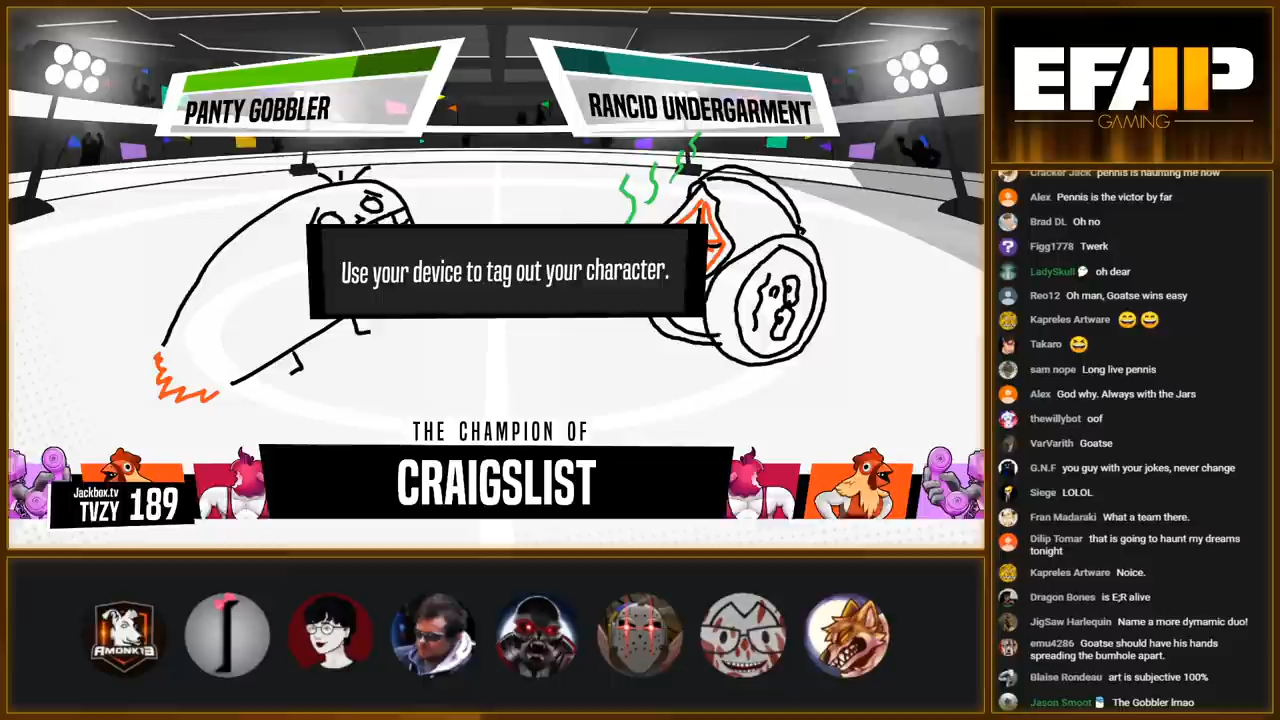 PANTY GOBBLER
RANCID UNDERGARMENT
Use your device to tag out your character.
THE CHAMPION OF
CRAIGSLIST
Jackbox.tv
TVZY 189
AMONK13
EFAP
GAMING
Cracker Jack pennis is haunting me now
Alex Pennis is the victor by far
Brad DL Oh no
Figg1778 Twerk
LadySkull oh dear
Reo12 Oh man, Goatse wins easy
Kapreles Artware
Takaro
sam nope Long live pennis
Alex God why. Always with the Jars
thewillybot oof
VarVarith Goatse
G.N.F you guy with your jokes, never change
Siege LOLOL
Fran Madaraki What a team there.
Dilip Tomar that is going to haunt my dreams
tonight
Kapreles Artware Noice.
Dragon Bones is E;R alive
JigSaw Harlequin Name a more dymamic duo!
emu4286 Goatse should have his hands
spreading the bumhole apart.
Blaise Rondeau art is subjective 100%
Jason Smoot The Gobbler lmao